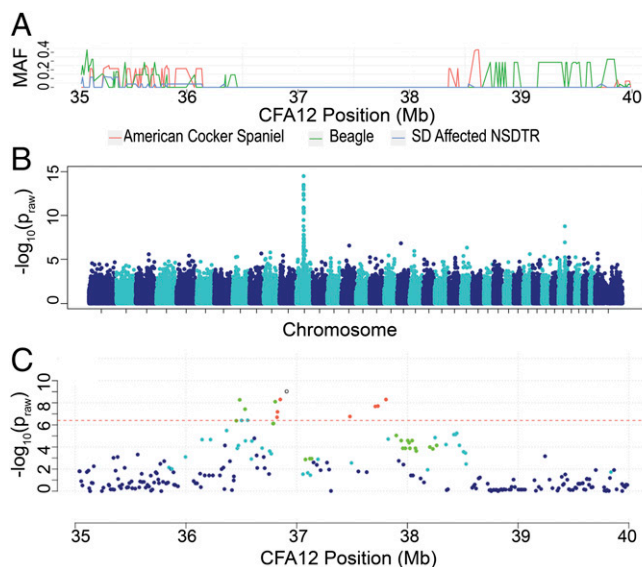 A
MAF
0 0.2 0.4
35 36 37 38 39 40
CFA12 Position (Mb)
American Cocker Spaniel Beagle SD Affected NSDTR
B
-log10(praw)
15
10
5
0
Chromosome
C
-log10(praw)
10
8
6
4
2
0
35 36 37 38 39 40
CFA12 Position (Mb)